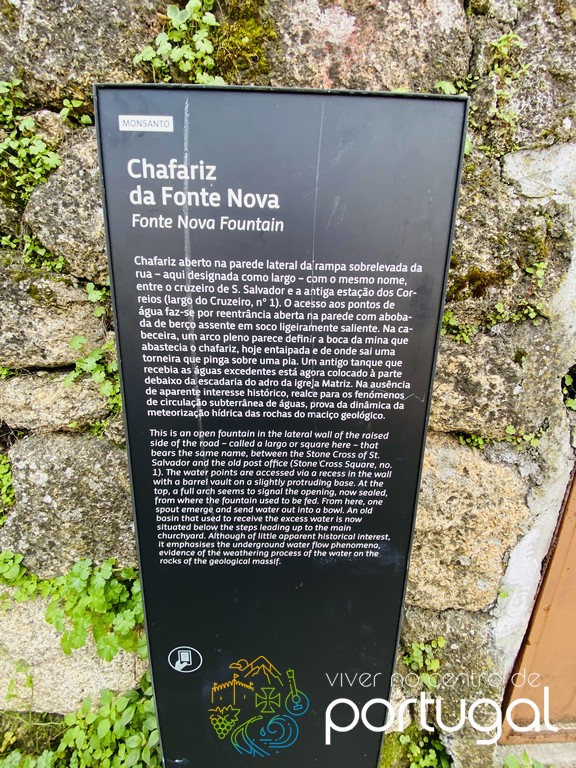 MONSANTO
Chafariz
da Fonte Nova
Fonte Nova Fountain
Chafariz aberto na parede lateral da rampa sobrelevada da
rua – aqui designada como largo – com o mesmo nome,
entre o cruzeiro de S. Salvador e a antiga estação dos Cor-
reios (largo do Cruzeiro, nº 1). O acesso aos pontos de
água faz-se por reentrância aberta na parede com aboba-
da de berço assente em soco ligeiramente saliente. Na ca-
beceira, um arco pleno parece definir a boca da mina que
abastecia o chafariz, hoje entaipada e de onde sai uma
torneira que pinga sobre uma pia. Um antigo tanque que
recebia as águas excedentes está agora colocado à parte
debaixo da escadaria do adro da igreja Matriz. Na ausência
de aparente interesse histórico, realce para os fenómenos
de circulação subterrânea de águas, prova da dinâmica da
meteorização hídrica das rochas do maciço geológico.
This is an open fountain in the lateral wall of the raised
side of the road – called a largo or square here – that
bears the same name, between the Stone Cross of St.
Salvador and the old post office (Stone Cross Square, no.
1). The water points are accessed via a recess in the wall
with a barrel vault on a slightly protruding base. At the
top, a full arch seems to signal the opening, now sealed,
from where the fountain used to be fed. From here, one
spout emerge and send water out into a bowl. An old
basin that used to receive the excess water is now
situated below the steps leading up to the main
churchyard. Although of little apparent historical interest,
it emphasises the underground water flow phenomena,
evidence of the weathering process of the water on the
rocks of the geological massif.
viver no centro de
portugal